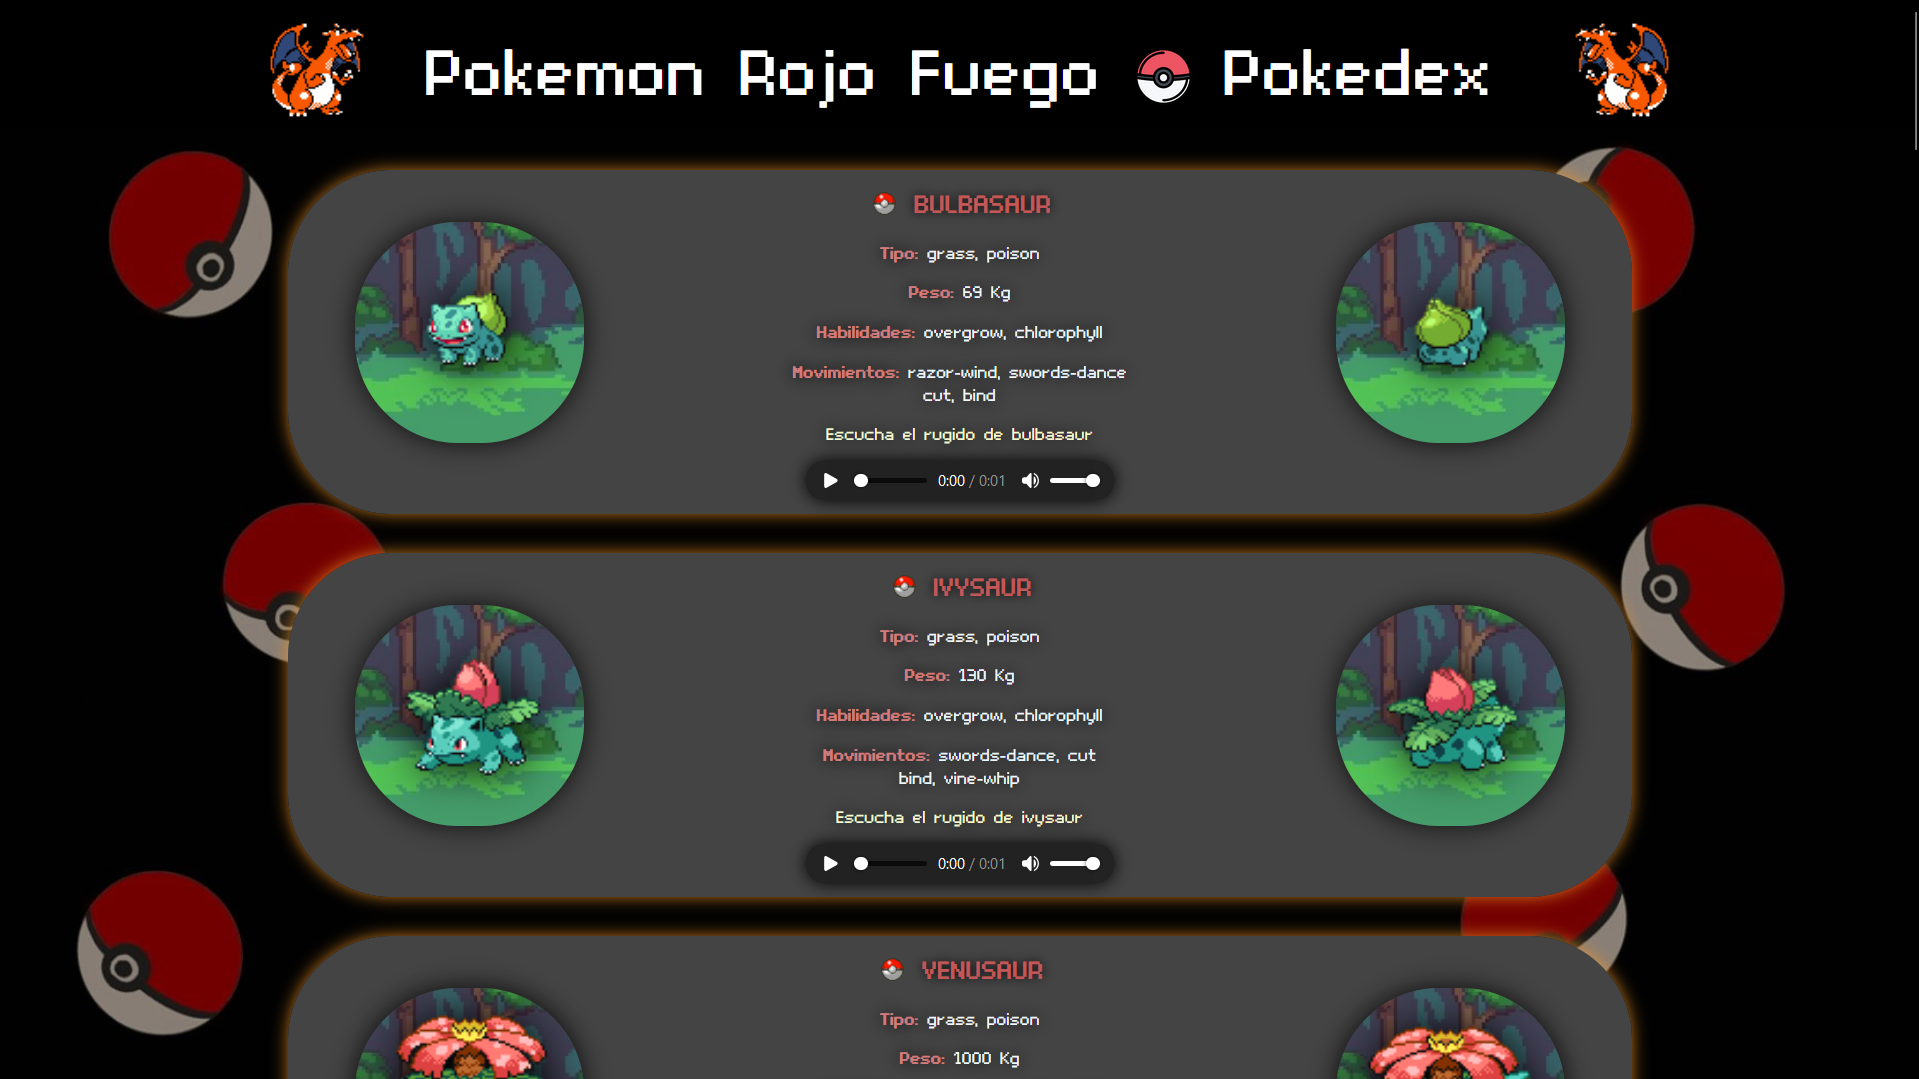 Pokemon Rojo Fuego Pokedex
BULBASAUR
Tipo: grass, poison
Peso: 69 Kg
Habilidades: overgrow, chlorophyll
Movimientos: razor-wind, swords-dance
cut, bind
Escucha el rugido de bulbasaur
0:00 / 0:01
IVYSAUR
Tipo: grass, poison
Peso: 130 Kg
Habilidades: overgrow, chlorophyll
Movimientos: swords-dance, cut
bind, vine-whip
Escucha el rugido de ivysaur
0:00 / 0:01
VENUSAUR
Tipo: grass, poison
Peso: 1000 Kg